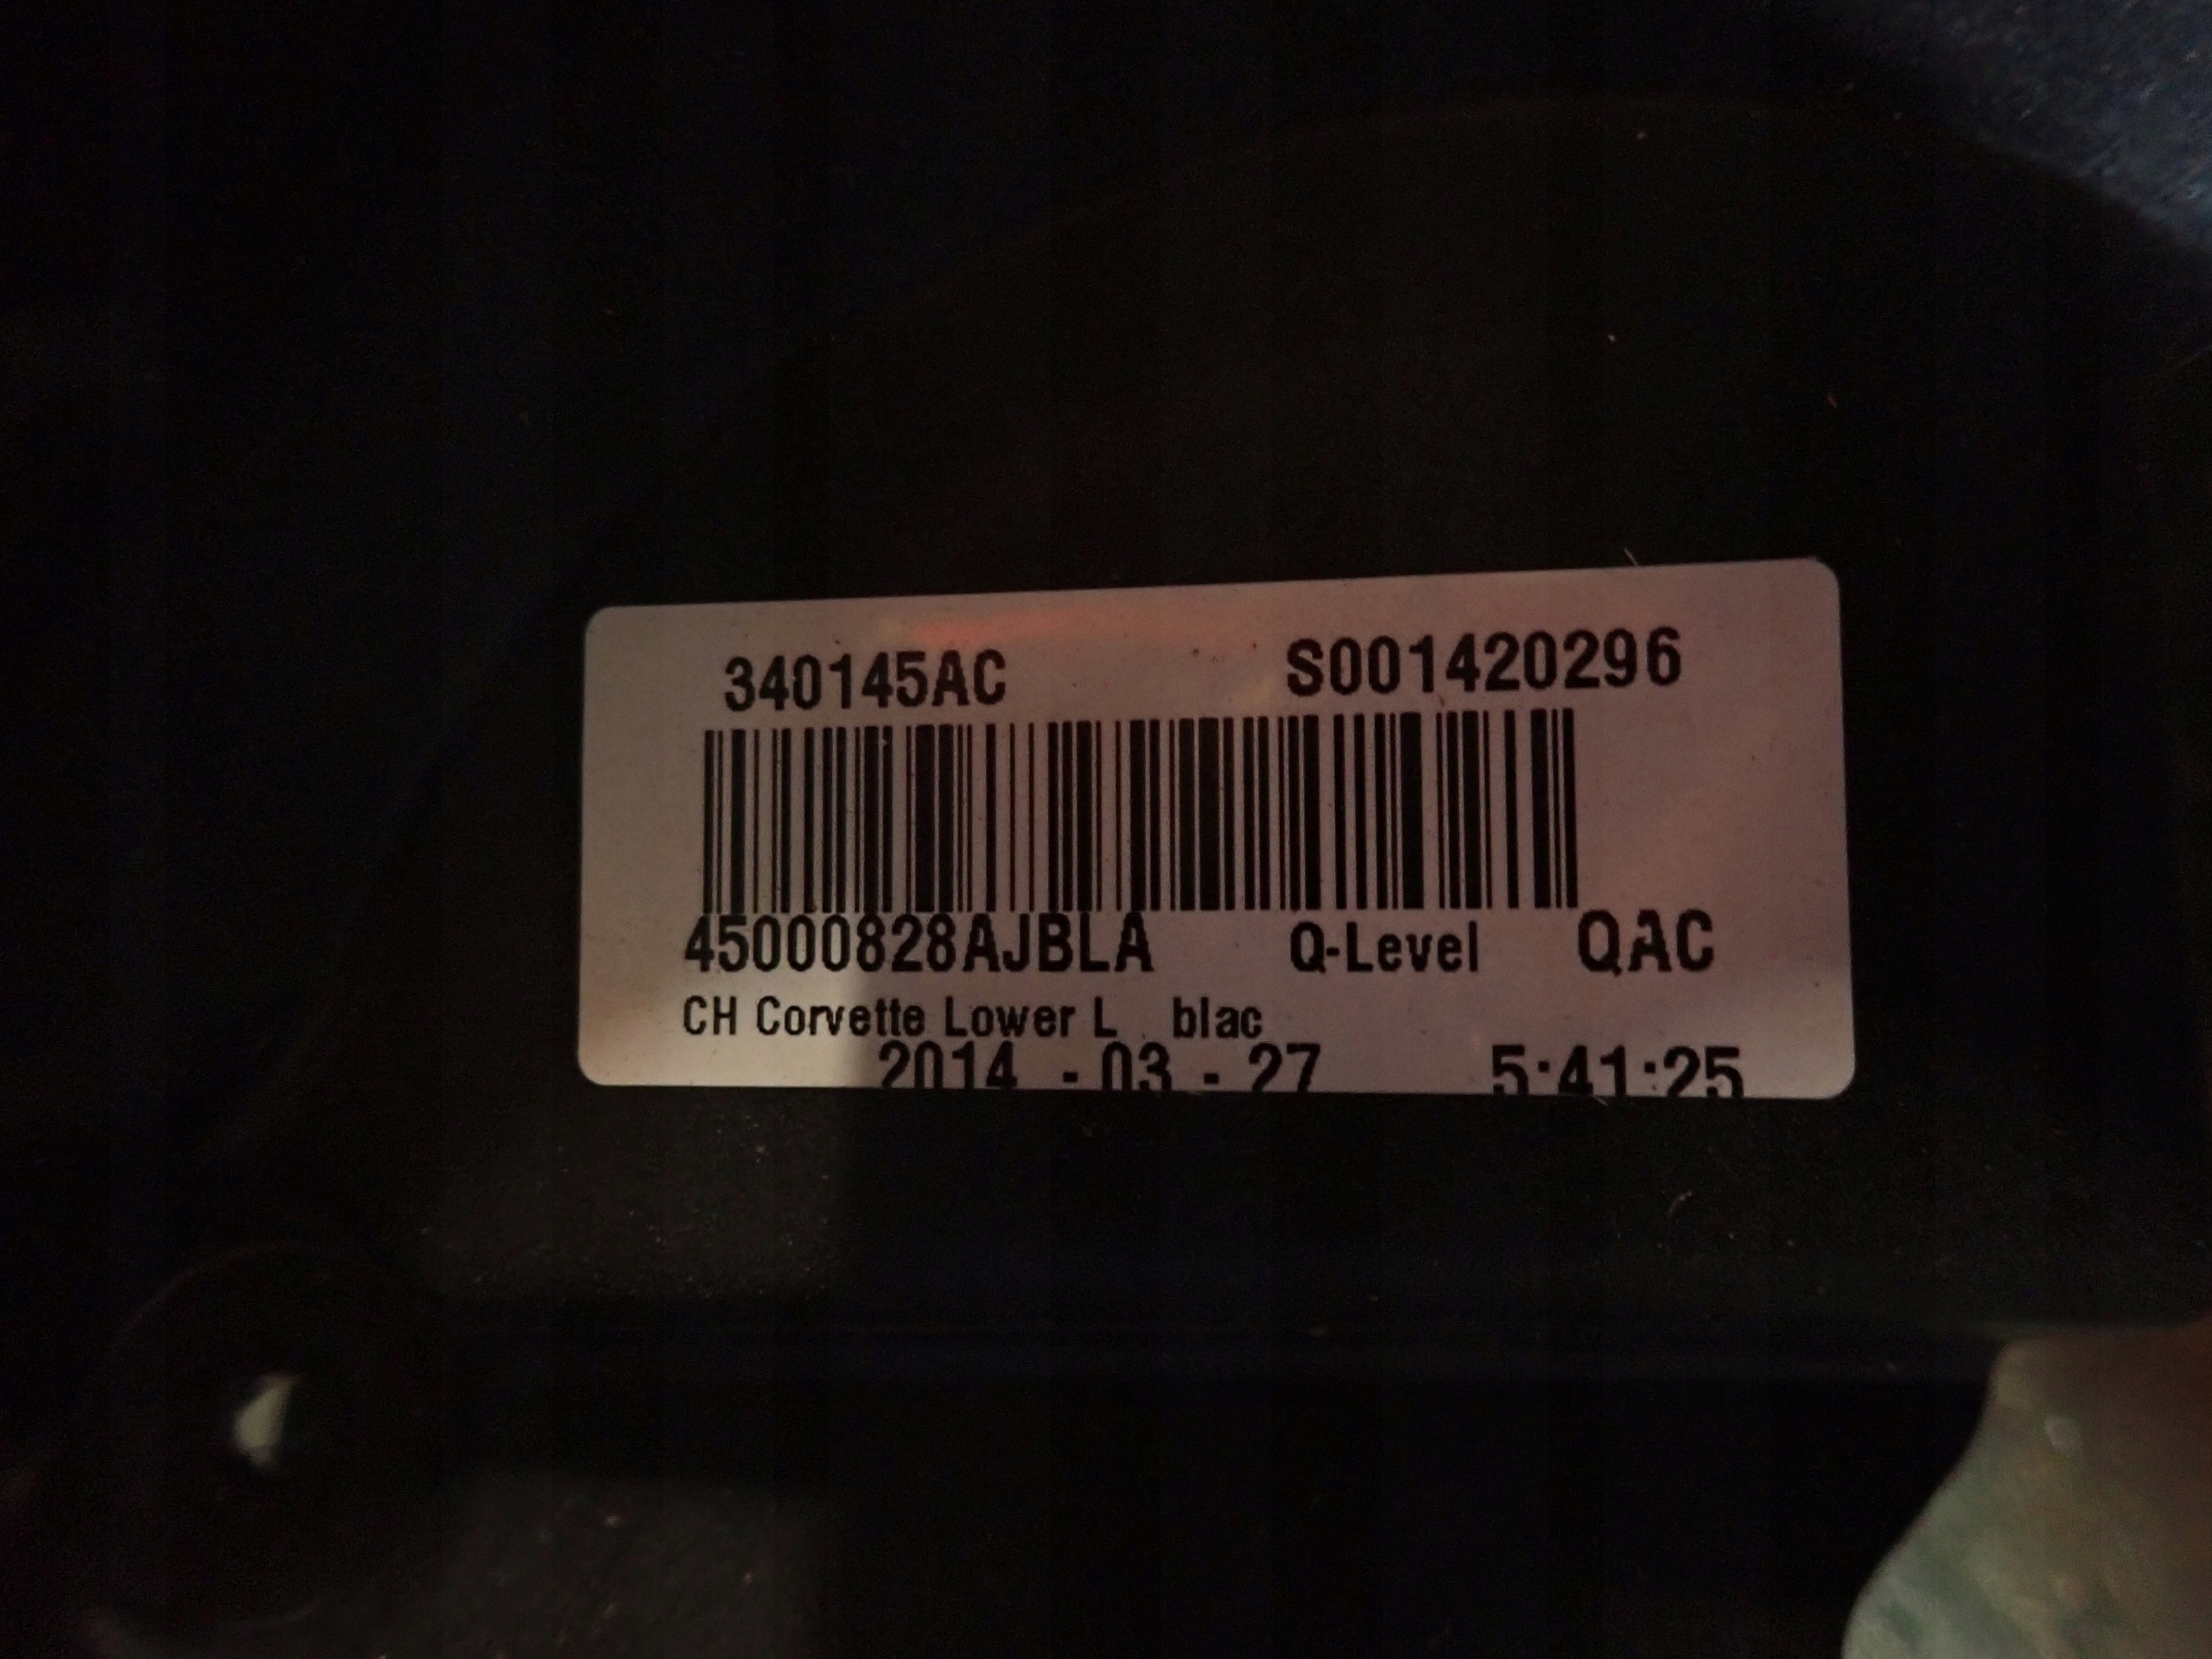 340145AC S001420296
45000828AJBLA Q-Level QAC
CH Corvette Lower L blac
2014 - 03 - 27 5:41:25